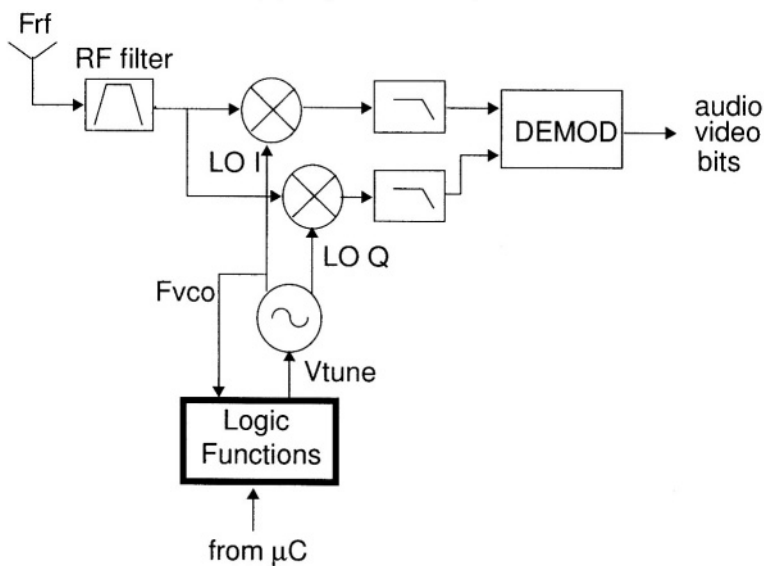 Frf
RF filter
LO I
LO Q
DEMOD
audio
video
bits
Fvco
Vtune
Logic
Functions
from μC